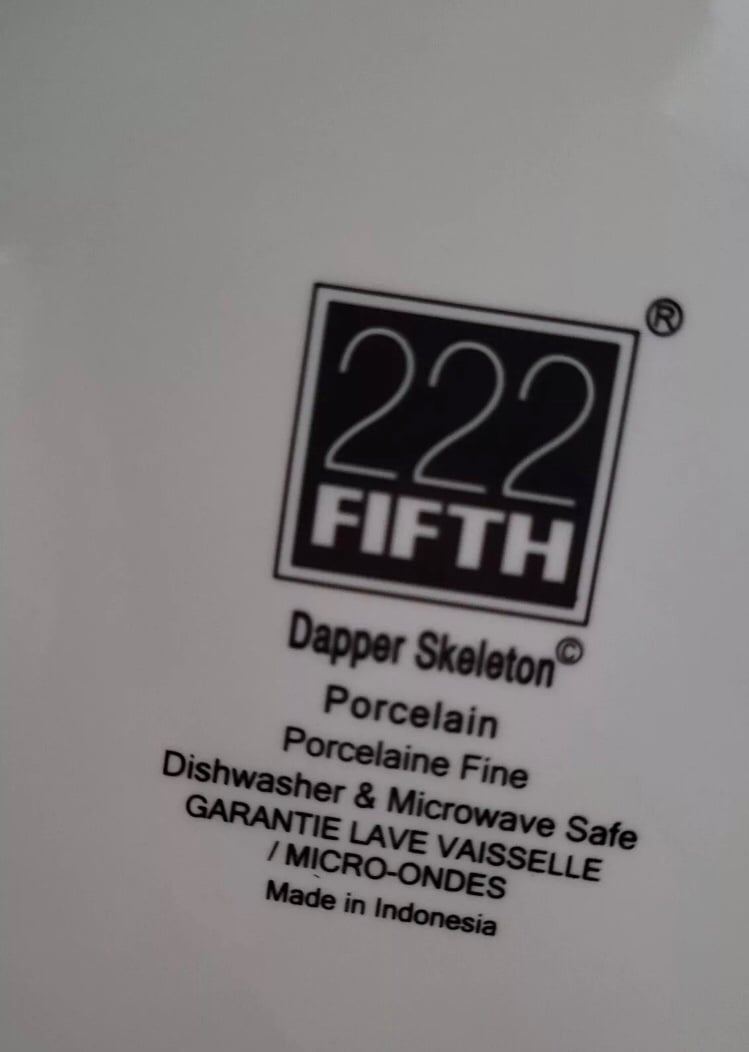 222
FIFTH
®
Dapper Skeleton©
Porcelain
Porcelaine Fine
Dishwasher & Microwave Safe
GARANTIE LAVE VAISSELLE
/ MICRO-ONDES
Made in Indonesia